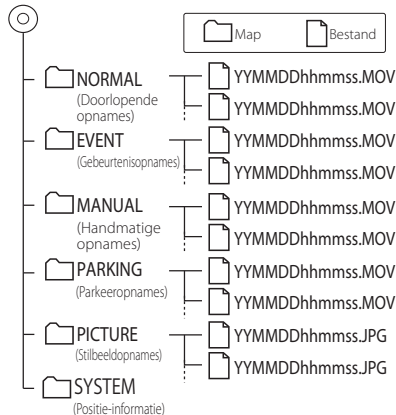 Map Bestand
NORMAL YYMMDDhhmmss.MOV
(Doorlopende
opnames) YYMMDDhhmmss.MOV
EVENT YYMMDDhhmmss.MOV
(Gebeurtenisopnames) YYMMDDhhmmss.MOV
MANUAL YYMMDDhhmmss.MOV
(Handmatige
opnames) YYMMDDhhmmss.MOV
PARKING YYMMDDhhmmss.MOV
(Parkeeropnames) YYMMDDhhmmss.MOV
PICTURE YYMMDDhhmmss.JPG
(Stilbeeldopnames) YYMMDDhhmmss.JPG
SYSTEM
(Positie-informatie)